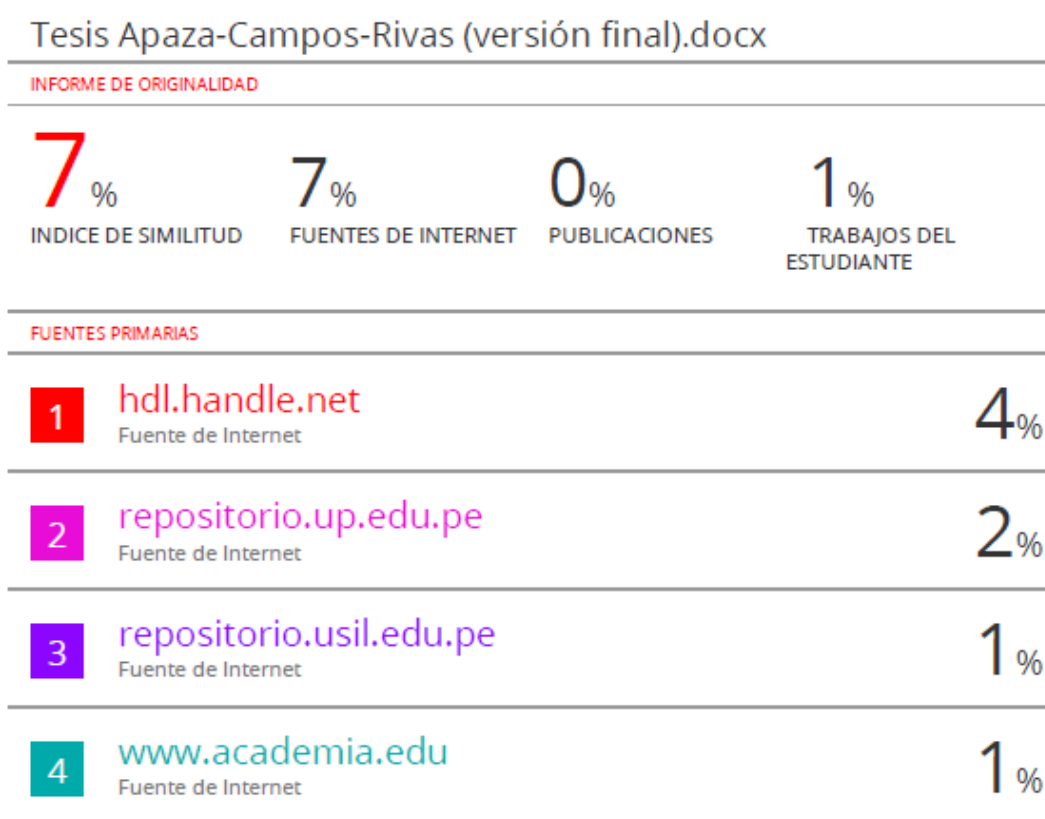 Tesis Apaza-Campos-Rivas (versión final).docx
INFORME DE ORIGINALIDAD
7% 7% 0% 1%
INDICE DE SIMILITUD FUENTES DE INTERNET PUBLICACIONES TRABAJOS DEL
ESTUDIANTE
FUENTES PRIMARIAS
1 hdl.handle.net 4%
Fuente de Internet
2 repositorio.up.edu.pe 2%
Fuente de Internet
3 repositorio.usil.edu.pe 1%
Fuente de Internet
4 www.academia.edu 1%
Fuente de Internet